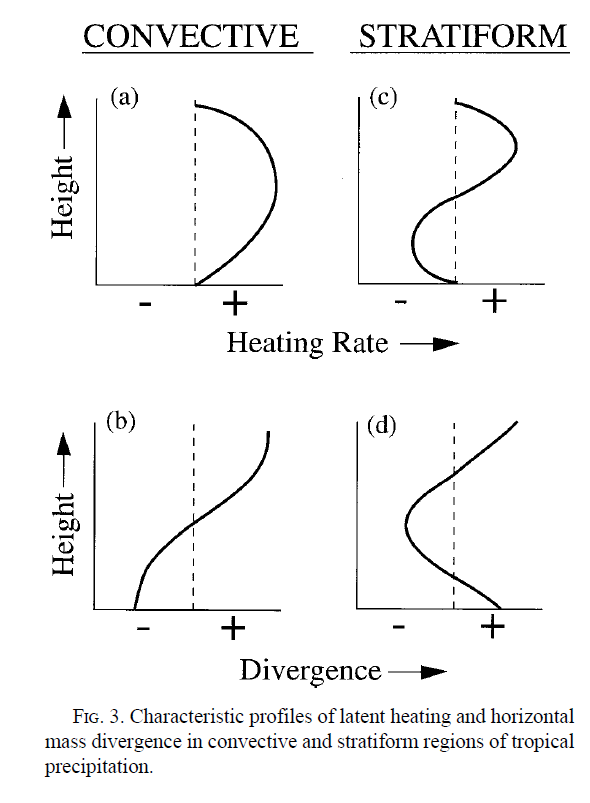 CONVECTIVE STRATIFORM
(a) (c)
Height
- + - +
Heating Rate
(b) (d)
Height
- + - +
Divergence
FIG. 3. Characteristic profiles of latent heating and horizontal
mass divergence in convective and stratiform regions of tropical
precipitation.